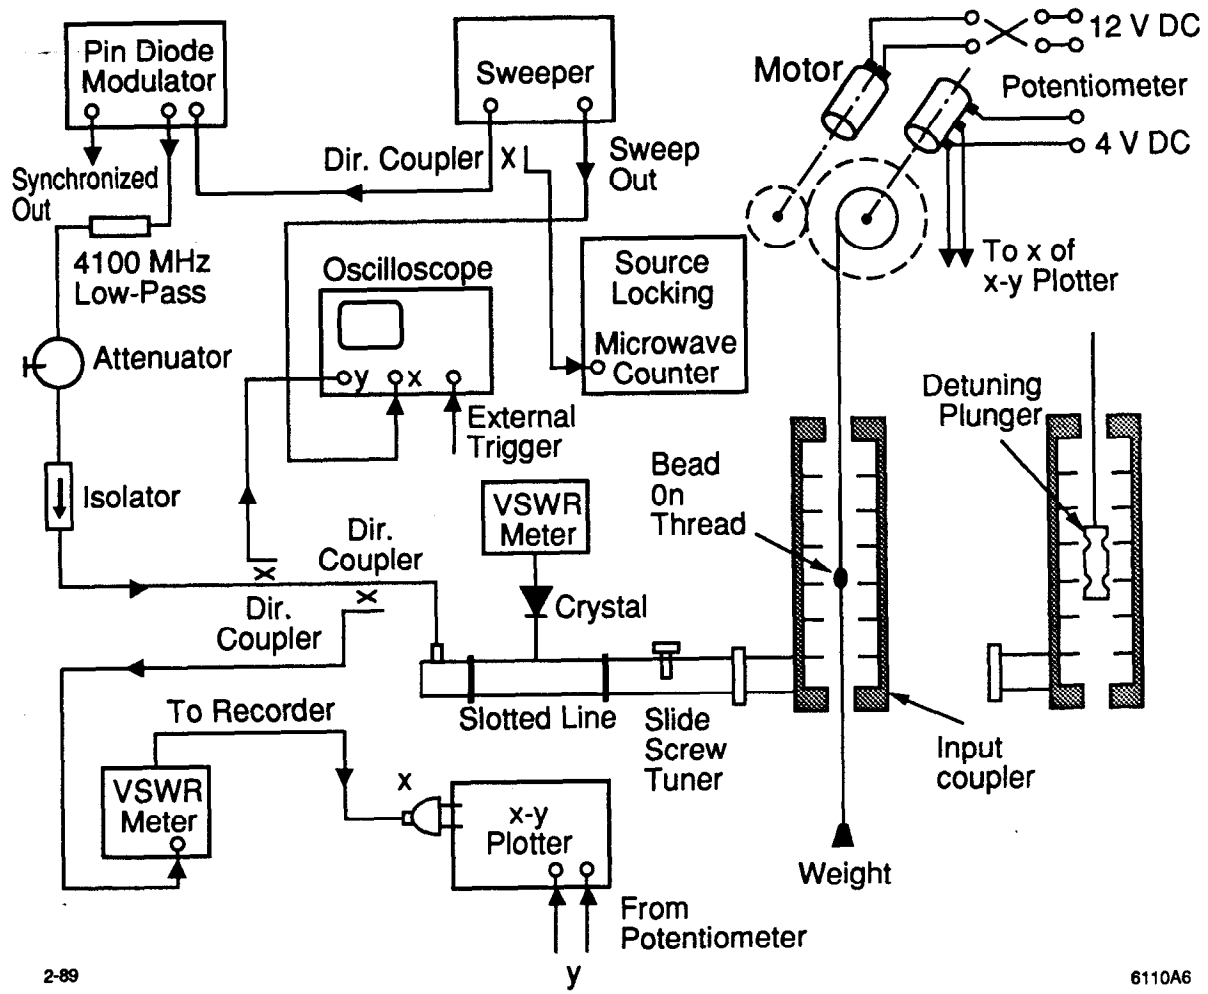 Pin Diode
Modulator
Synchronized
Out
4100 MHz
Low-Pass
Attenuator
Isolator
Sweeper
Dir. Coupler
X
Sweep
Out
Oscilloscope
y
x
External
Trigger
Source
Locking
Microwave
Counter
Motor
12 V DC
Potentiometer
4 V DC
To x of
x-y Plotter
Detuning
Plunger
Bead
On
Thread
VSWR
Meter
Crystal
Dir.
Coupler
X
X
Dir.
Coupler
Slotted Line
Slide
Screw
Tuner
Input
coupler
Weight
To Recorder
VSWR
Meter
x
x-y
Plotter
From
Potentiometer
y
2-89
6110A6